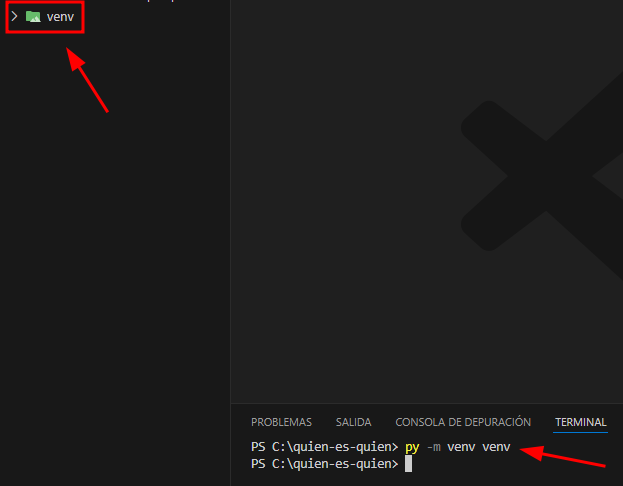 venv
PROBLEMAS SALIDA CONSOLA DE DEPURACIÓN TERMINAL
PS C:\quien-es-quien> py -m venv venv
PS C:\quien-es-quien>